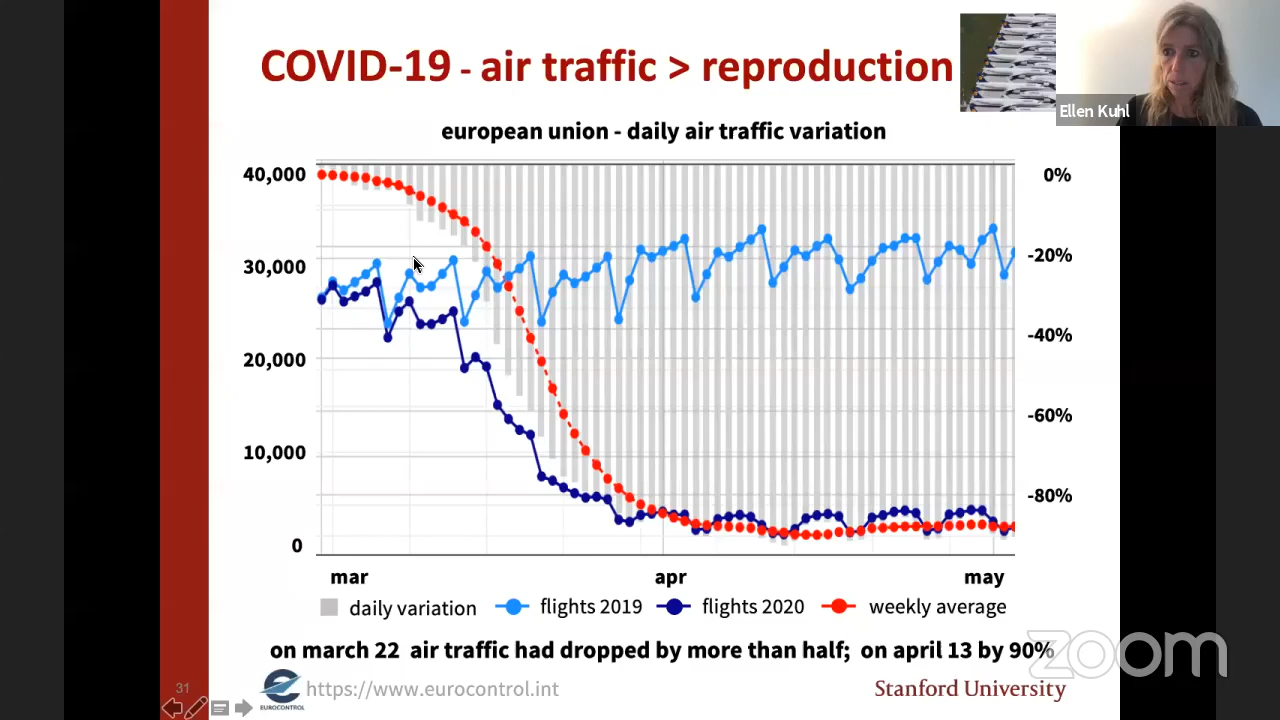 COVID-19 - air traffic > reproduction
Ellen Kuhl
european union - daily air traffic variation
40,000
30,000
20,000
10,000
0
0%
-20%
-40%
-60%
-80%
mar apr may
daily variation flights 2019 flights 2020 weekly average
on march 22 air traffic had dropped by more than half; on april 13 by 90%
zoom
31
EUROCONTROL
https://www.eurocontrol.int
Stanford University